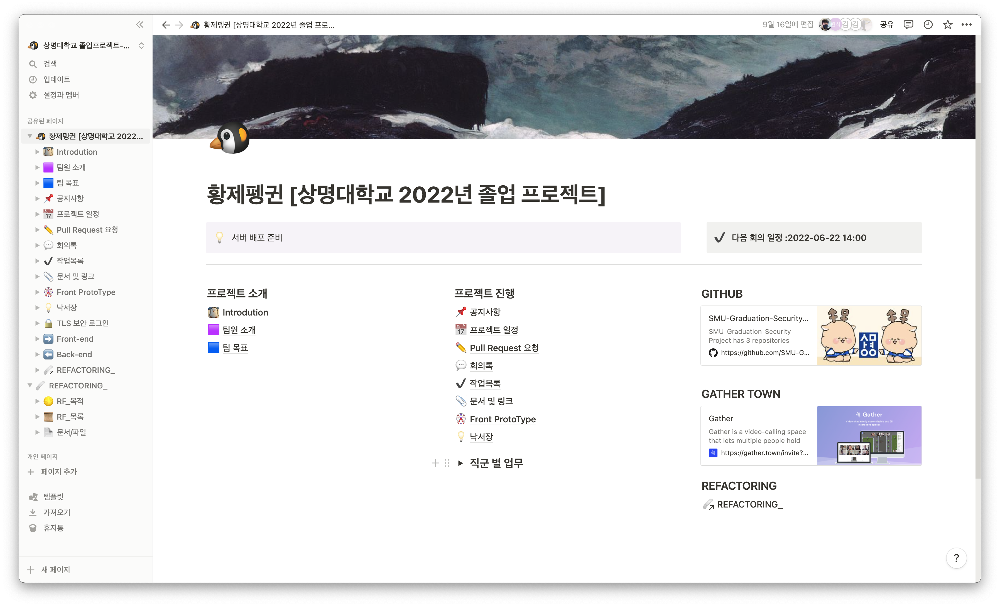 황제펭귄 [상명대학교 2022년 졸업 프로...
9월 16일에 편집
원식
김
김
공유
상명대학교 졸업프로젝트-...
검색
업데이트
설정과 멤버
공유된 페이지
황제펭귄 [상명대학교 2022...
Introdution
팀원 소개
팀 목표
공지사항
17 프로젝트 일정
Pull Request 요청
회의록
작업목록
문서 및 링크
Front ProtoType
낙서장
TLS 보안 로그인
Front-end
Back-end
REFACTORING_
REFACTORING_
RF_목적
RF_목록
문서/파일
개인 페이지
페이지 추가
템플릿
가져오기
휴지통
새 페이지
황제펭귄 [상명대학교 2022년 졸업 프로젝트]
서버 배포 준비
다음 회의 일정 :2022-06-22 14:00
프로젝트 소개
Introdution
팀원 소개
팀 목표
프로젝트 진행
공지사항
17 프로젝트 일정
Pull Request 요청
회의록
작업목록
문서 및 링크
Front ProtoType
낙서장
직군 별 업무
GITHUB
SMU-Graduation-Security...
SMU-Graduation-Security-
Project has 3 repositories
https://github.com/SMU-G...
상명
GATHER TOWN
Gather
Gather is a video-calling space
that lets multiple people hold
https://gather.town/invite?...
Gather
Video chat in fully customizable and 2D
interactive spaces
REFACTORING
REFACTORING_
?